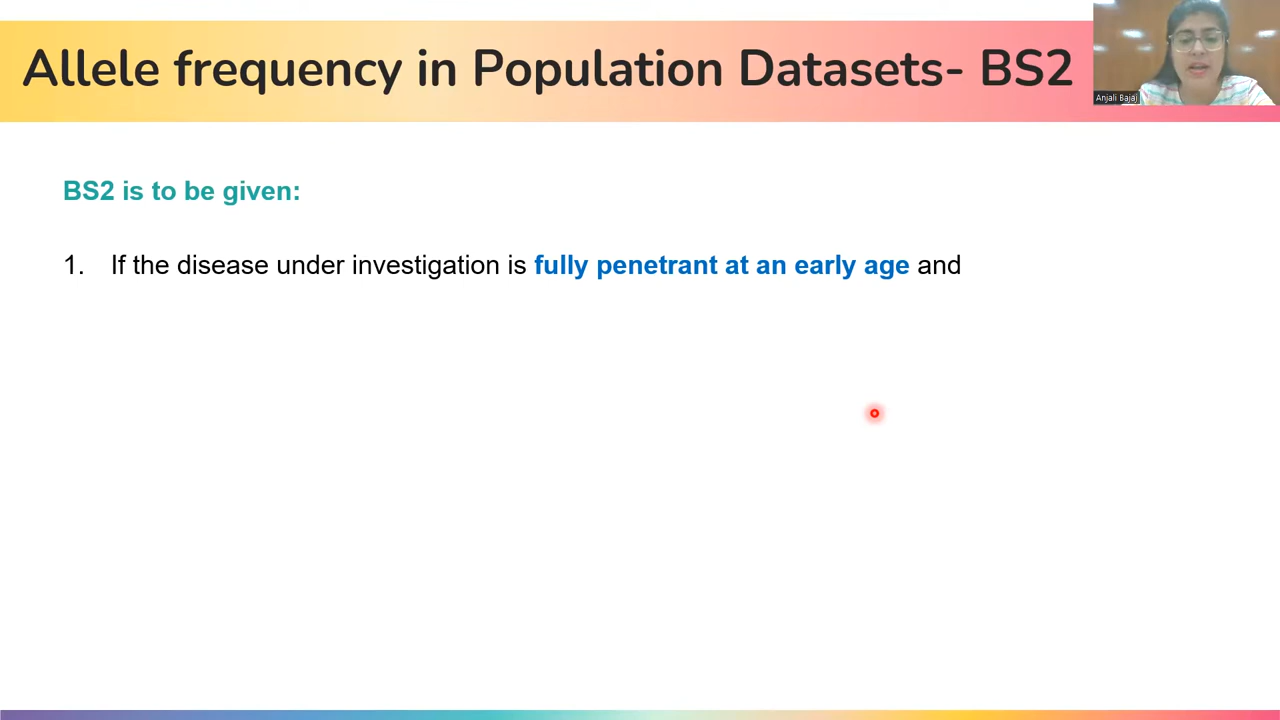 Allele frequency in Population Datasets- BS2
Anjali Bajaj
BS2 is to be given:
1. If the disease under investigation is fully penetrant at an early age and